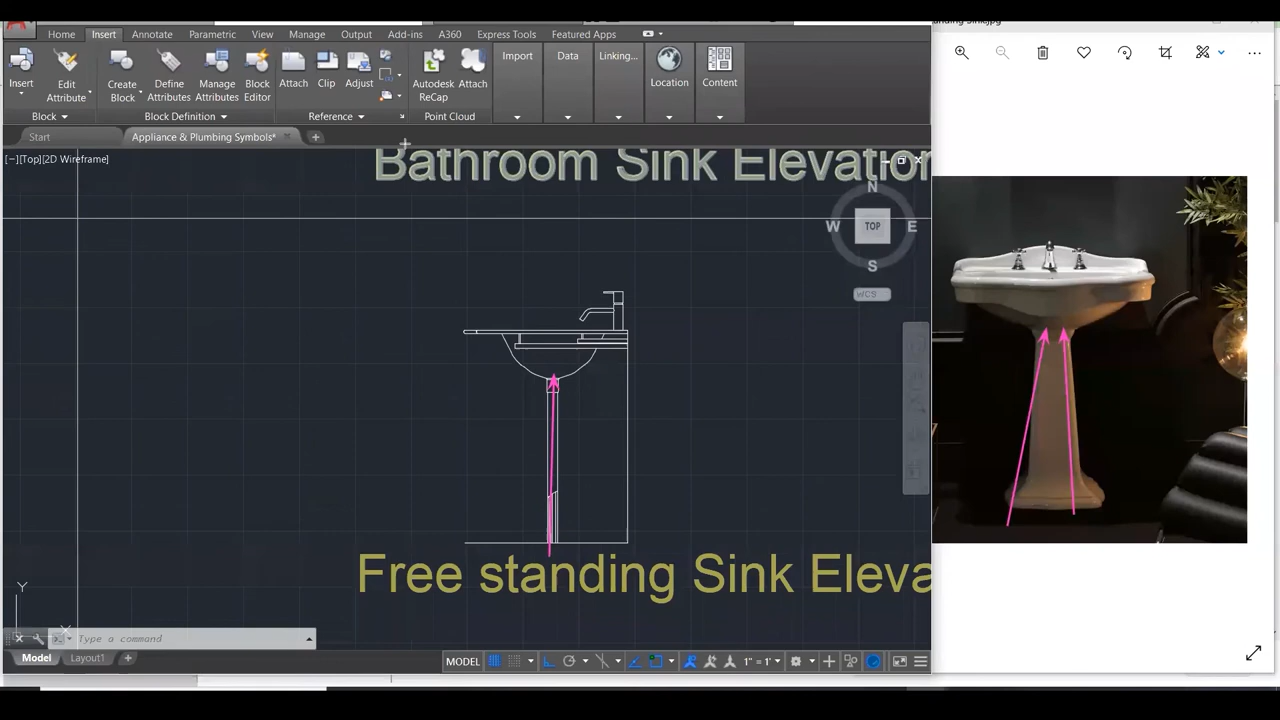 Home Insert Annotate Parametric View Manage Output Add-ins A360 Express Tools Featured Apps
Insert
Edit
Attribute
Create
Block
Define
Attributes
Manage
Attributes
Block
Editor
Attach
Clip
Adjust
Autodesk
ReCap
Attach
Import
Data
Linking...
Location
Content
Block
Block Definition
Reference
Point Cloud
Start
Appliance & Plumbing Symbols*
[−][Top][2D Wireframe]
Bathroom Sink Elevation
N
W
TOP
E
S
WCS
Free standing Sink Eleva
Y
X
Type a command
Model
Layout1
MODEL
1" = 1'